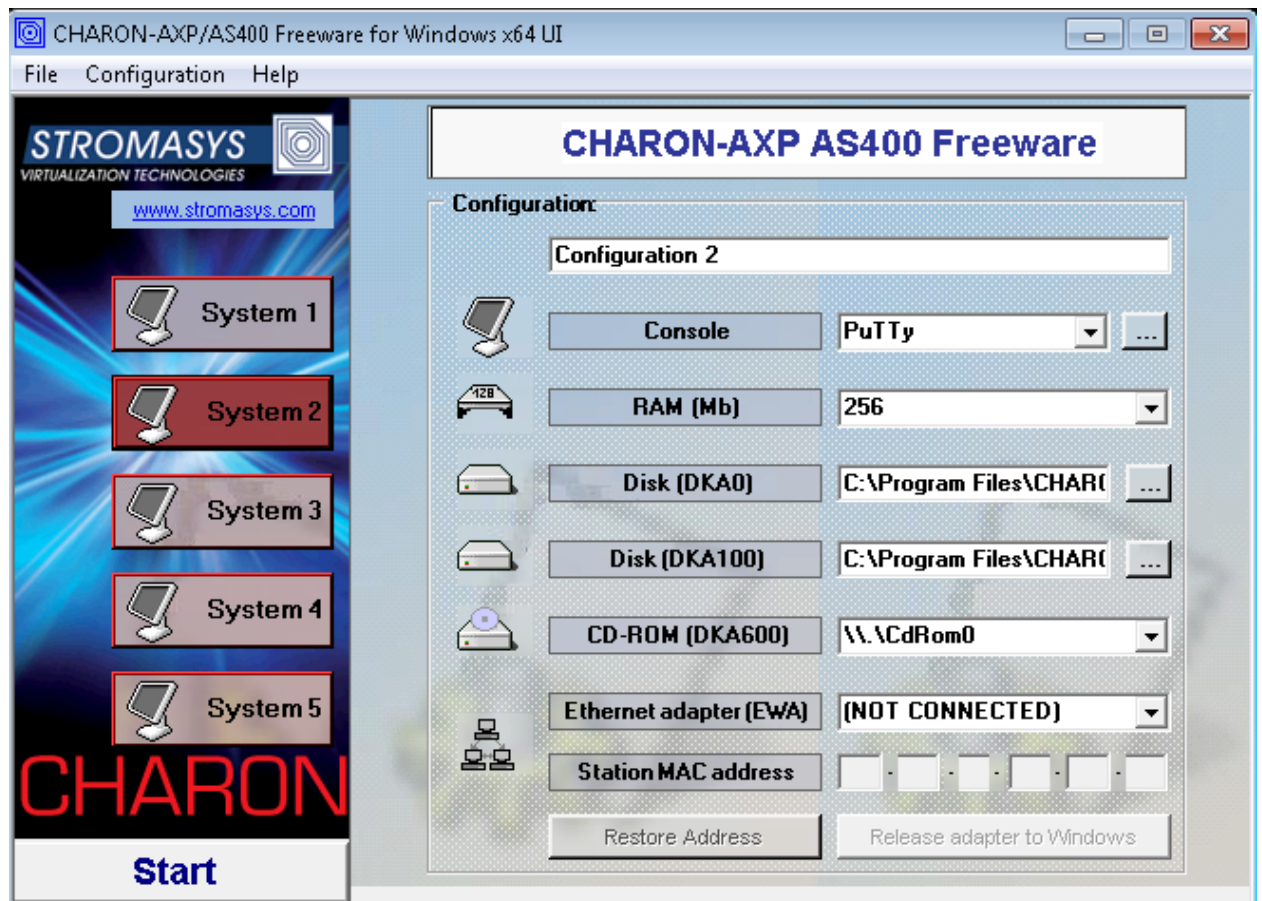 CHARON-AXP/AS400 Freeware for Windows x64 UI
File Configuration Help
STROMASYS
VIRTUALIZATION TECHNOLOGIES
www.stromasys.com
System 1
System 2
System 3
System 4
System 5
CHARON
Start
CHARON-AXP AS400 Freeware
Configuration:
Configuration 2
Console PuTTy ...
128
RAM (Mb) 256
Disk (DKA0) C:\Program Files\CHAR( ...
Disk (DKA100) C:\Program Files\CHAR( ...
CD-ROM (DKA600) \\.\CdRom0
Ethernet adapter (EWA) (NOT CONNECTED)
Station MAC address - - - - -
Restore Address Release adapter to Windows